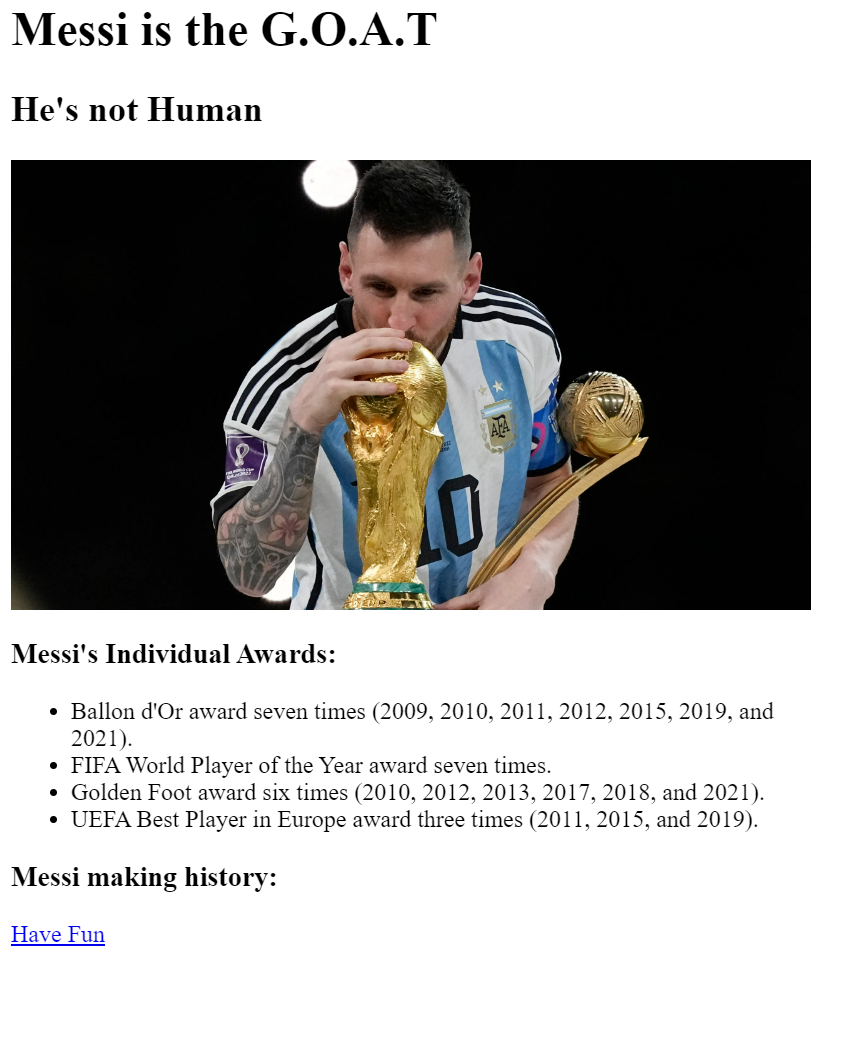 Messi is the G.O.A.T
He's not Human
AFA
10
Messi's Individual Awards:
• Ballon d'Or award seven times (2009, 2010, 2011, 2012, 2015, 2019, and
2021).
• FIFA World Player of the Year award seven times.
• Golden Foot award six times (2010, 2012, 2013, 2017, 2018, and 2021).
• UEFA Best Player in Europe award three times (2011, 2015, and 2019).
Messi making history:
Have Fun